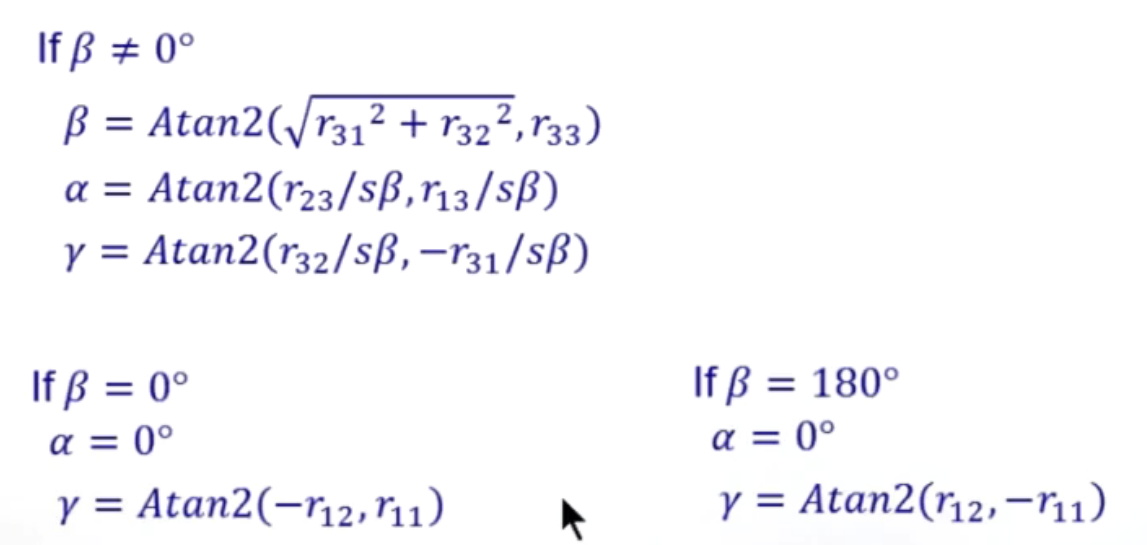 If β ≠ 0°
β = Atan2(√r₃₁² + r₃₂², r₃₃)
α = Atan2(r₂₃/sβ, r₁₃/sβ)
γ = Atan2(r₃₂/sβ, −r₃₁/sβ)
If β = 0°
α = 0°
γ = Atan2(−r₁₂, r₁₁)
If β = 180°
α = 0°
γ = Atan2(r₁₂, −r₁₁)